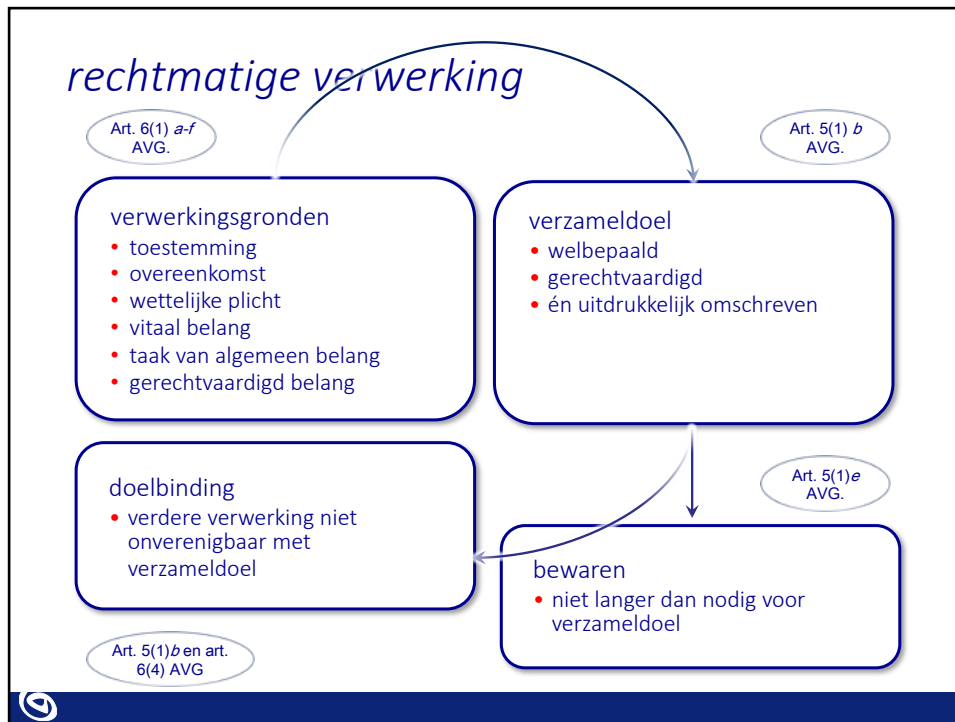 rechtmatige verwerking
Art. 6(1) a-f
AVG.
Art. 5(1) b
AVG.
verwerkingsgronden
• toestemming
• overeenkomst
• wettelijke plicht
• vitaal belang
• taak van algemeen belang
• gerechtvaardigd belang
verzameldoel
• welbepaald
• gerechtvaardigd
• én uitdrukkelijk omschreven
doelbinding
• verdere verwerking niet
onverenigbaar met
verzameldoel
Art. 5(1)e
AVG.
bewaren
• niet langer dan nodig voor
verzameldoel
Art. 5(1)b en art.
6(4) AVG